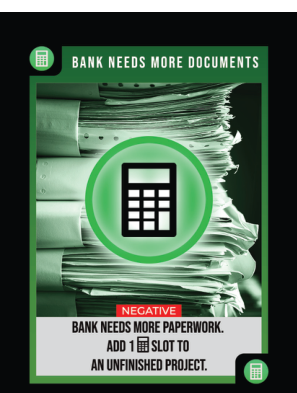 BANK NEEDS MORE DOCUMENTS
NEGATIVE
BANK NEEDS MORE PAPERWORK.
ADD 1 SLOT TO
AN UNFINISHED PROJECT.